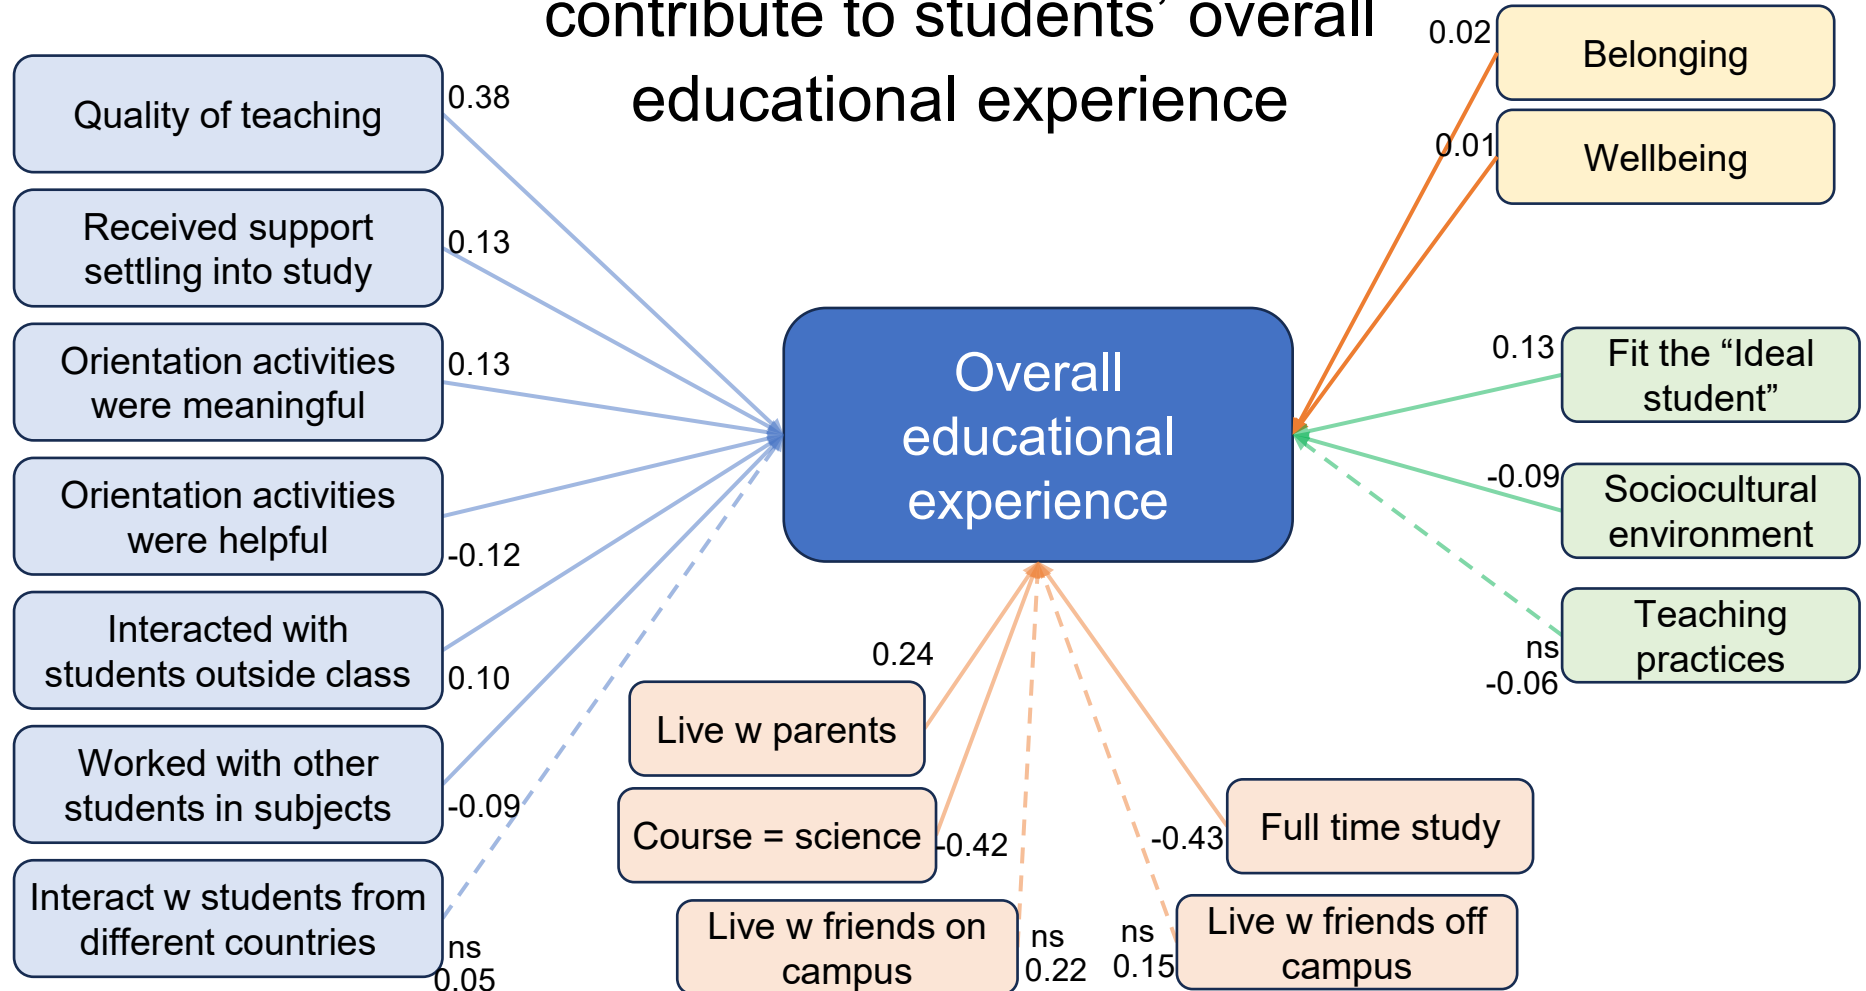 contribute to students’ overall
educational experience
Quality of teaching
0.38
Received support
settling into study
0.13
Orientation activities
were meaningful
0.13
Orientation activities
were helpful
-0.12
Interacted with
students outside class
0.10
Worked with other
students in subjects
-0.09
Interact w students from
different countries
ns
0.05
Overall
educational
experience
0.02
Belonging
0.01
Wellbeing
0.13
Fit the “Ideal
student”
-0.09
Sociocultural
environment
Teaching
practices
ns
-0.06
0.24
Live w parents
Course = science
-0.42
Live w friends on
campus
ns
0.22
-0.43
Full time study
ns
0.15
Live w friends off
campus